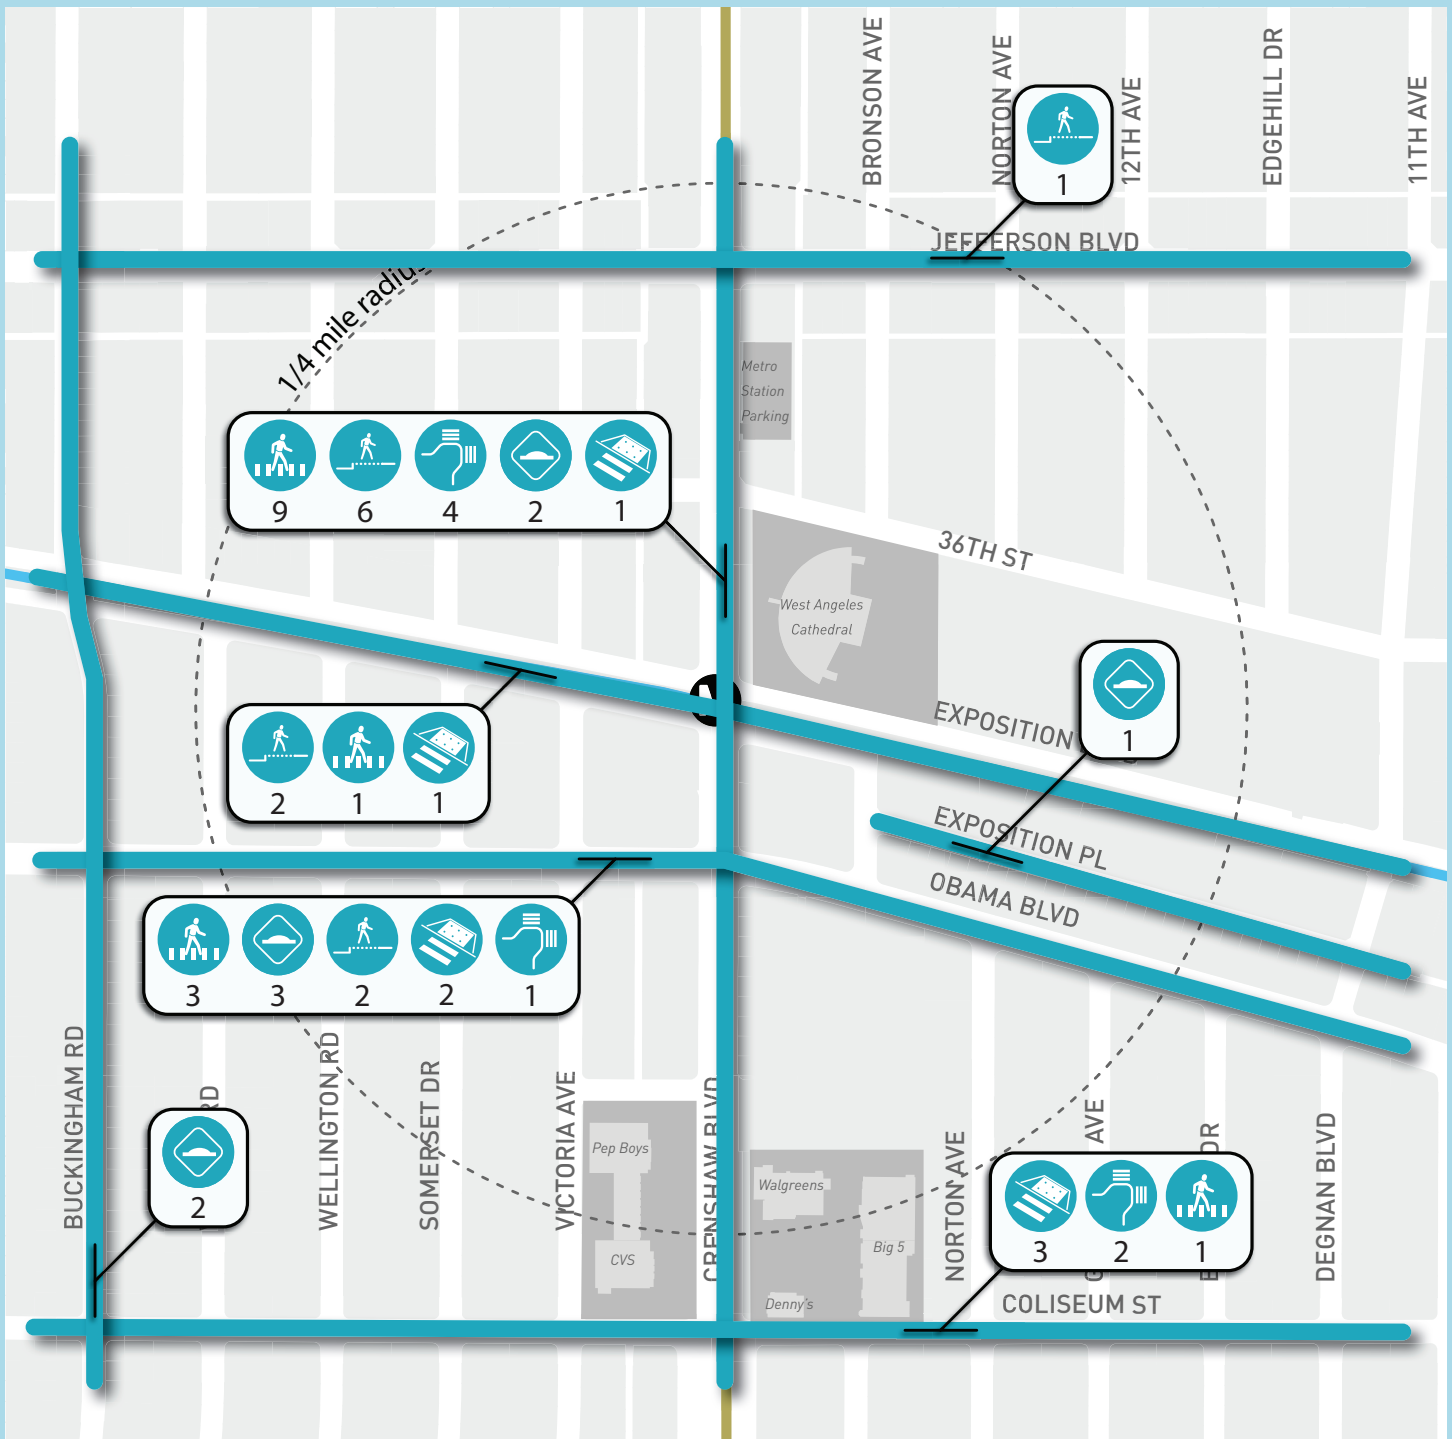 BRONSON AVE
NORTON AVE
12TH AVE
EDGEHILL DR
11TH AVE
1
JEFFERSON BLVD
1/4 mile radius
Metro
Station
Parking
9 6 4 2 1
36TH ST
West Angeles
Cathedral
EXPOSITION
1
2 1 1
EXPOSITION PL
OBAMA BLVD
3 3 2 2 1
BUCKINGHAM RD
RD
WELLINGTON RD
SOMERSET DR
VICTORIA AVE
CRENSHAW BLVD
NORTON AVE
AVE
DR
DEGNAN BLVD
Pep Boys
CVS
Walgreens
Big 5
Denny's
2
3 2 1
COLISEUM ST